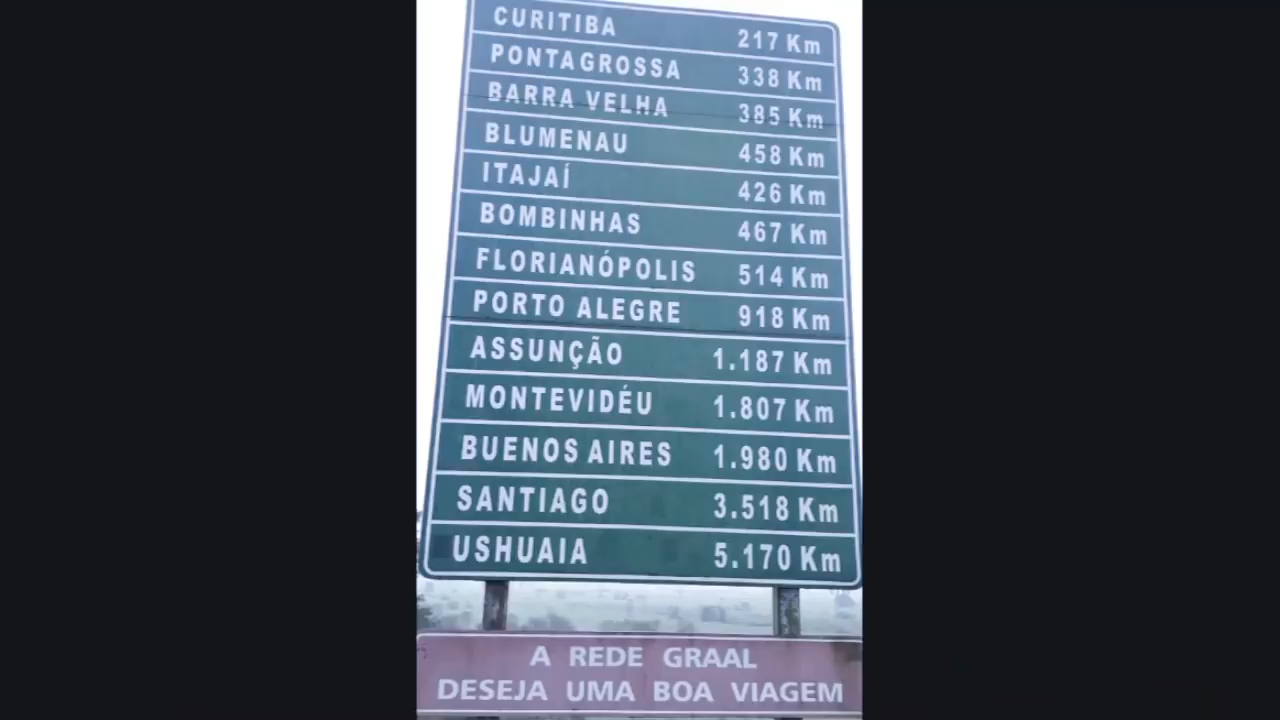 CURITIBA 217 Km
PONTAGROSSA 338 Km
BARRA VELHA 385 Km
BLUMENAU 458 Km
ITAJAÍ 426 Km
BOMBINHAS 467 Km
FLORIANÓPOLIS 514 Km
PORTO ALEGRE 918 Km
ASSUNÇÃO 1.187 Km
MONTEVIDÉU 1.807 Km
BUENOS AIRES 1.980 Km
SANTIAGO 3.518 Km
USHUAIA 5.170 Km
A REDE GRAAL
DESEJA UMA BOA VIAGEM